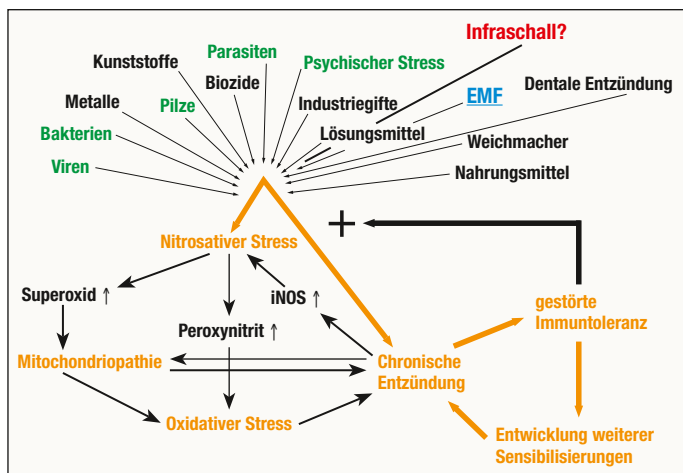 Infraschall?
Parasiten
Kunststoffe
Psychischer Stress
Biozide
Dentale Entzündung
Metalle
Pilze
Industriegifte
EMF
Bakterien
Lösungsmittel
Weichmacher
Viren
Nahrungsmittel
+
Nitrosativer Stress
Superoxid ↑
iNOS ↑
gestörte
Immuntoleranz
Peroxynitrit ↑
Mitochondriopathie
Chronische
Entzündung
Oxidativer Stress
Entwicklung weiterer
Sensibilisierungen